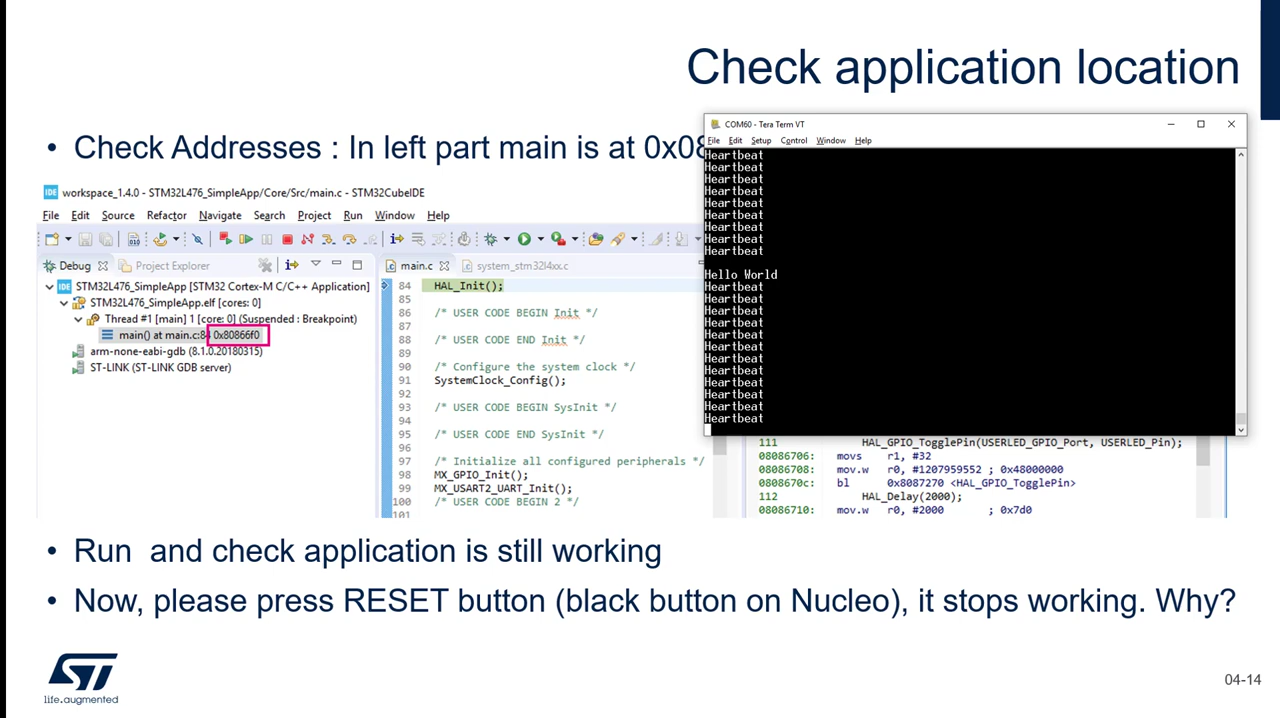 Check application location
• Check Addresses : In left part main is at 0x08
workspace_1.4.0 - STM32L476_SimpleApp/Core/Src/main.c - STM32CubeIDE
File Edit Source Refactor Navigate Search Project Run Window Help
Debug Project Explorer
STM32L476_SimpleApp [STM32 Cortex-M C/C++ Application]
STM32L476_SimpleApp.elf [cores: 0]
Thread #1 [main] 1 [core: 0] (Suspended : Breakpoint)
main() at main.c:84 0x80866f0
arm-none-eabi-gdb (8.1.0.20180315)
ST-LINK (ST-LINK GDB server)
main.c system_stm32l4xx.c
84 HAL_Init();
85
86 /* USER CODE BEGIN Init */
87
88 /* USER CODE END Init */
89
90 /* Configure the system clock */
91 SystemClock_Config();
92
93 /* USER CODE BEGIN SysInit */
94
95 /* USER CODE END SysInit */
96
97 /* Initialize all configured peripherals */
98 MX_GPIO_Init();
99 MX_USART2_UART_Init();
100 /* USER CODE BEGIN 2 */
101
COM60 - Tera Term VT
File Edit Setup Control Window Help
Heartbeat
Heartbeat
Heartbeat
Heartbeat
Heartbeat
Heartbeat
Heartbeat
Heartbeat
Heartbeat
Hello World
Heartbeat
Heartbeat
Heartbeat
Heartbeat
Heartbeat
Heartbeat
Heartbeat
Heartbeat
Heartbeat
Heartbeat
Heartbeat
Heartbeat
111 HAL_GPIO_TogglePin(USERLED_GPIO_Port, USERLED_Pin);
08086706: movs r1, #32
08086708: mov.w r0, #1207959552 ; 0x48000000
0808670c: bl 0x8087270 <HAL_GPIO_TogglePin>
112 HAL_Delay(2000);
08086710: mov.w r0, #2000 ; 0x7d0
• Run and check application is still working
• Now, please press RESET button (black button on Nucleo), it stops working. Why?
ST
life.augmented
04-14